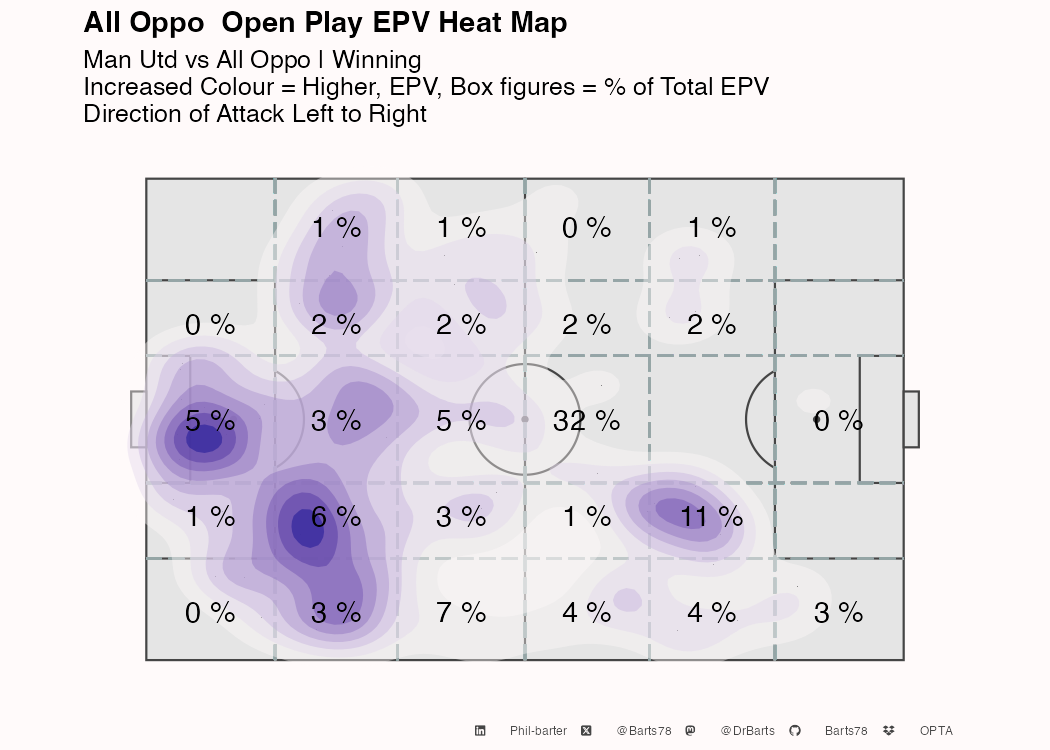 All Oppo  Open Play EPV Heat Map
Man Utd vs All Oppo | Winning
Increased Colour = Higher, EPV, Box figures = % of Total EPV
Direction of Attack Left to Right
1 % 1 % 0 % 1 %
0 % 2 % 2 % 2 % 2 %
5 % 3 % 5 % 32 % 0 %
1 % 6 % 3 % 1 % 11 %
0 % 3 % 7 % 4 % 4 % 3 %
Phil-barter @Barts78 @DrBarts Barts78 OPTA